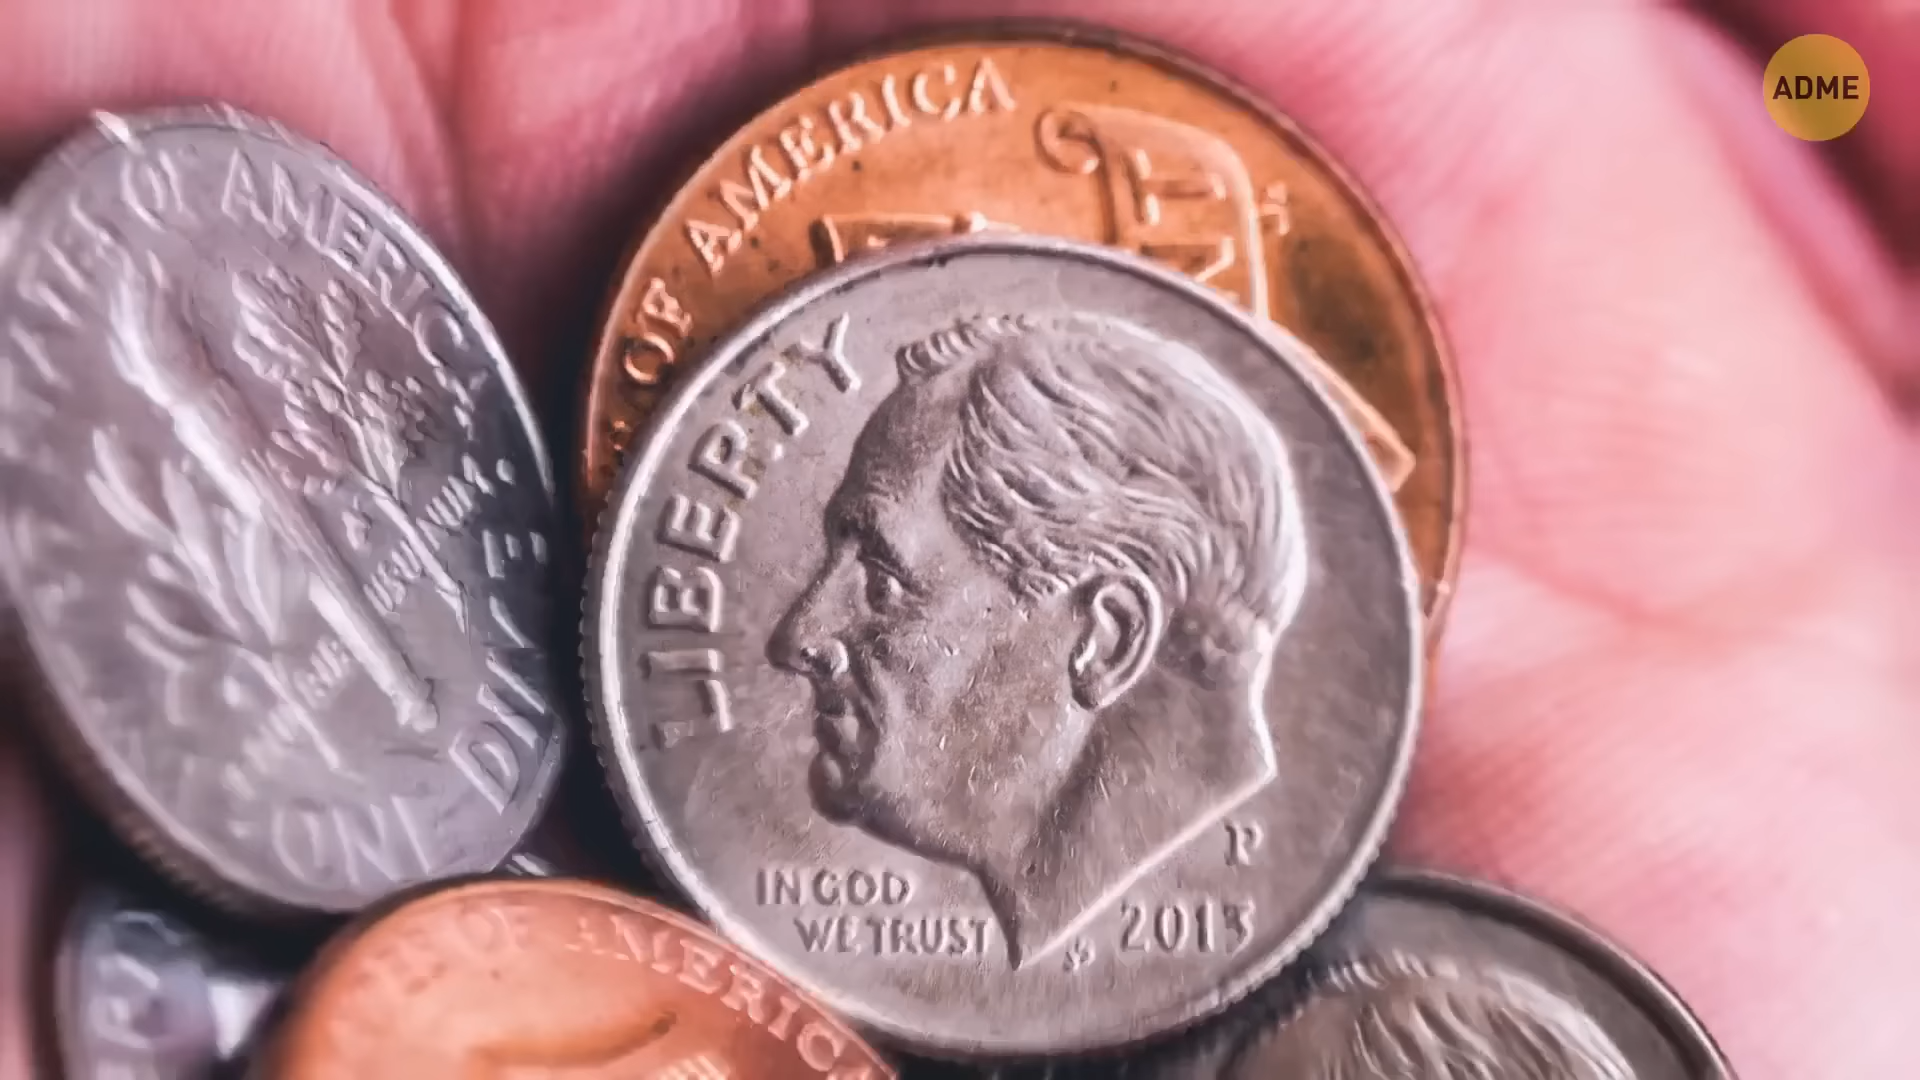 ADME
OF AMERICA
OF AMERICA
LIBERTY
IN GOD
WE TRUST
P
2013
ONE DIME
OF AMERICA